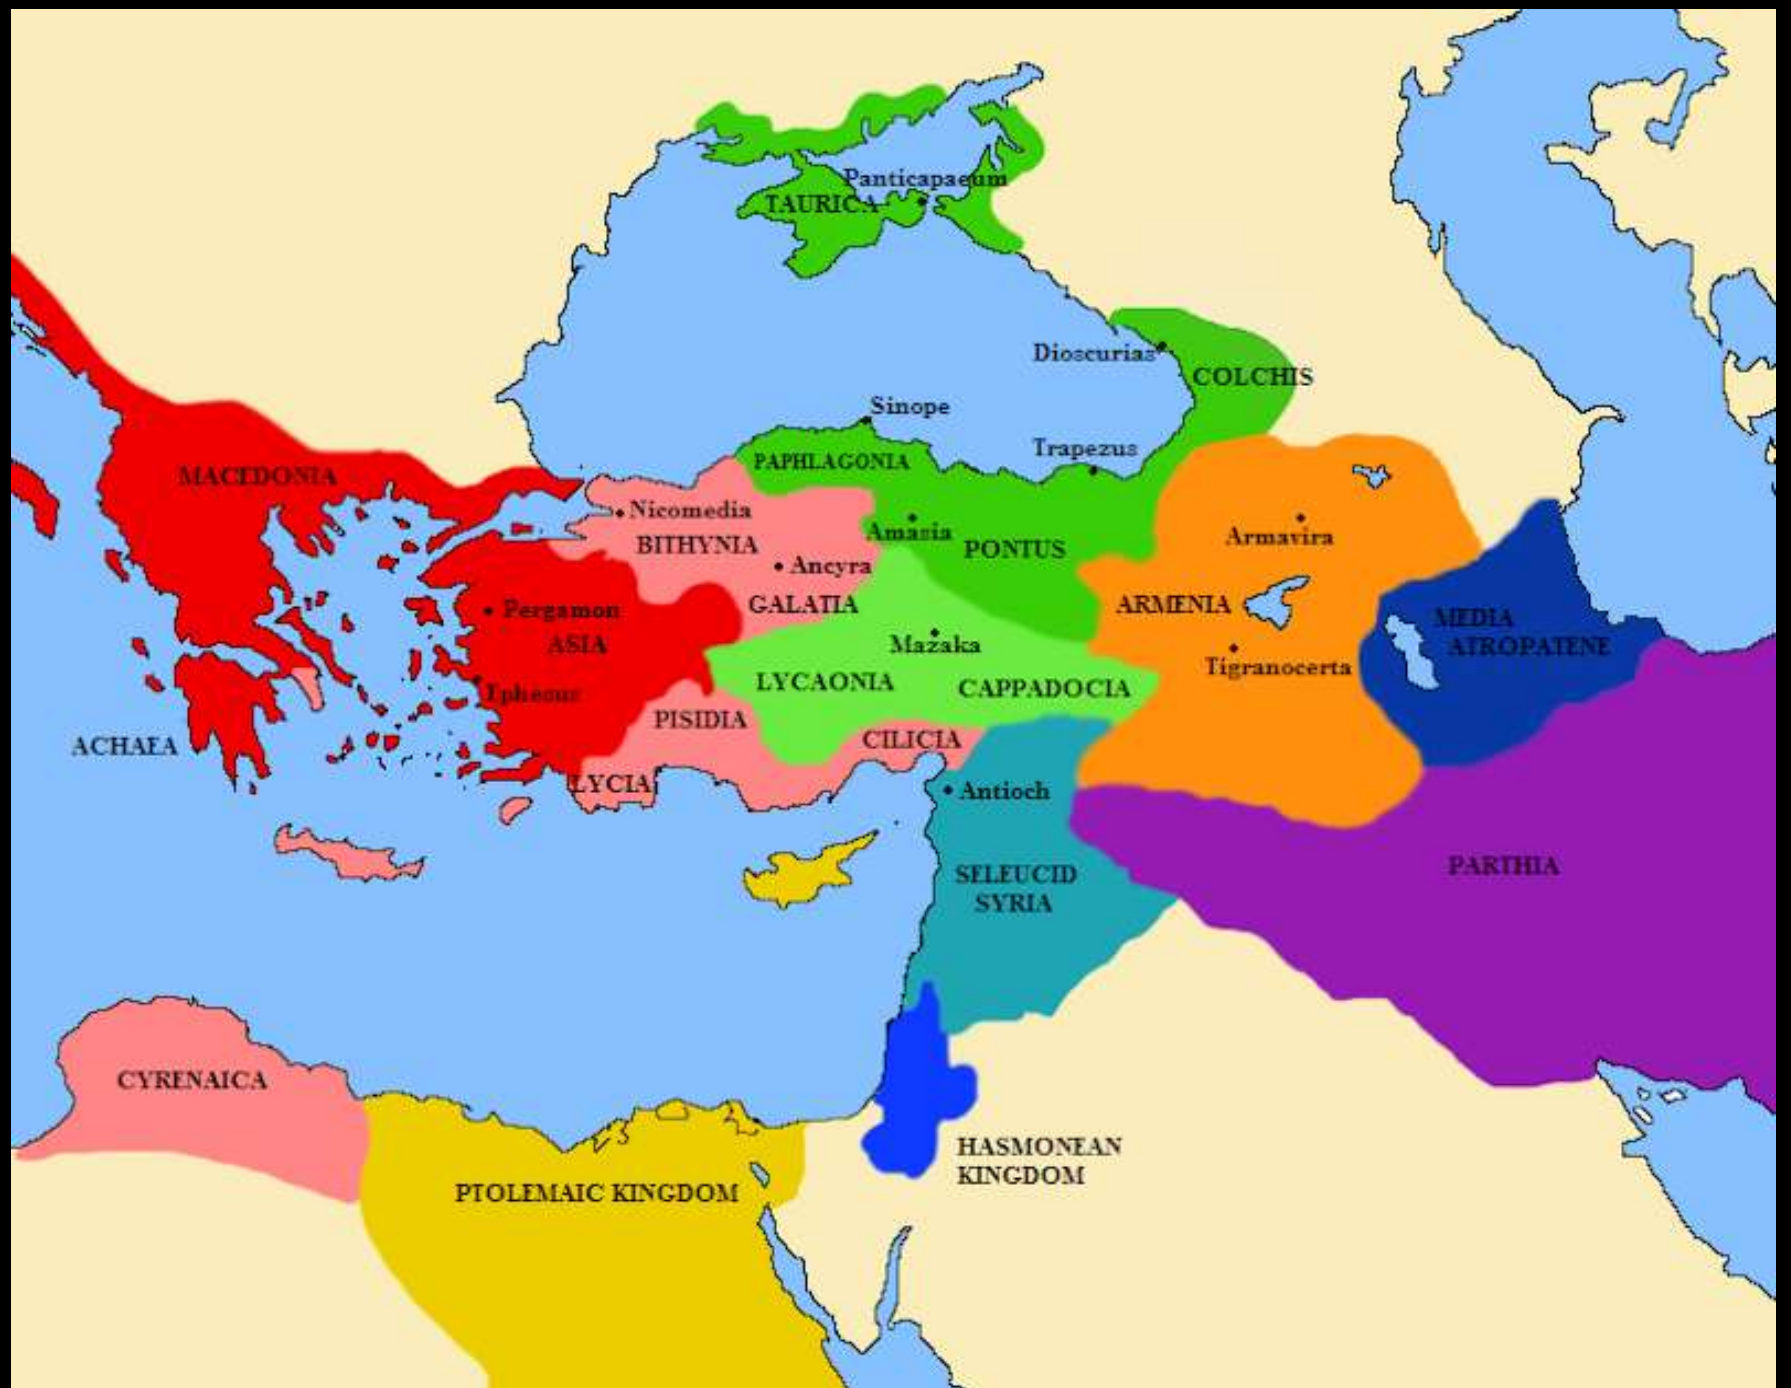 Panticapaeum
TAURICA
Dioscurias
COLCHIS
Sinope
Trapezus
PAPHLAGONIA
MACEDONIA
Nicomedia
BITHYNIA
Amasia
PONTUS
Armavira
Ancyra
GALATIA
ARMENIA
Pergamon
ASIA
MEDIA
ATROPATENE
Mazaka
Tigranocerta
LYCAONIA
CAPPADOCIA
Ephesus
PISIDIA
ACHAEA
CILICIA
LYCIA
Antioch
SELEUCID
SYRIA
PARTHIA
CYRENAICA
HASMONEAN
KINGDOM
PTOLEMAIC KINGDOM